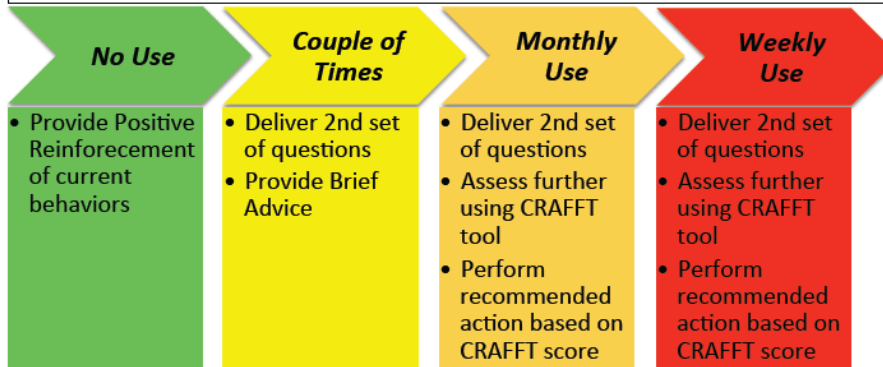 No Use
• Provide Positive
Reinforecement
of current
behaviors
Couple of
Times
• Deliver 2nd set
of questions
• Provide Brief
Advice
Monthly
Use
• Deliver 2nd set
of questions
• Assess further
using CRAFFT
tool
• Perform
recommended
action based on
CRAFFT score
Weekly
Use
• Deliver 2nd set
of questions
• Assess further
using CRAFFT
tool
• Perform
recommended
action based on
CRAFFT score